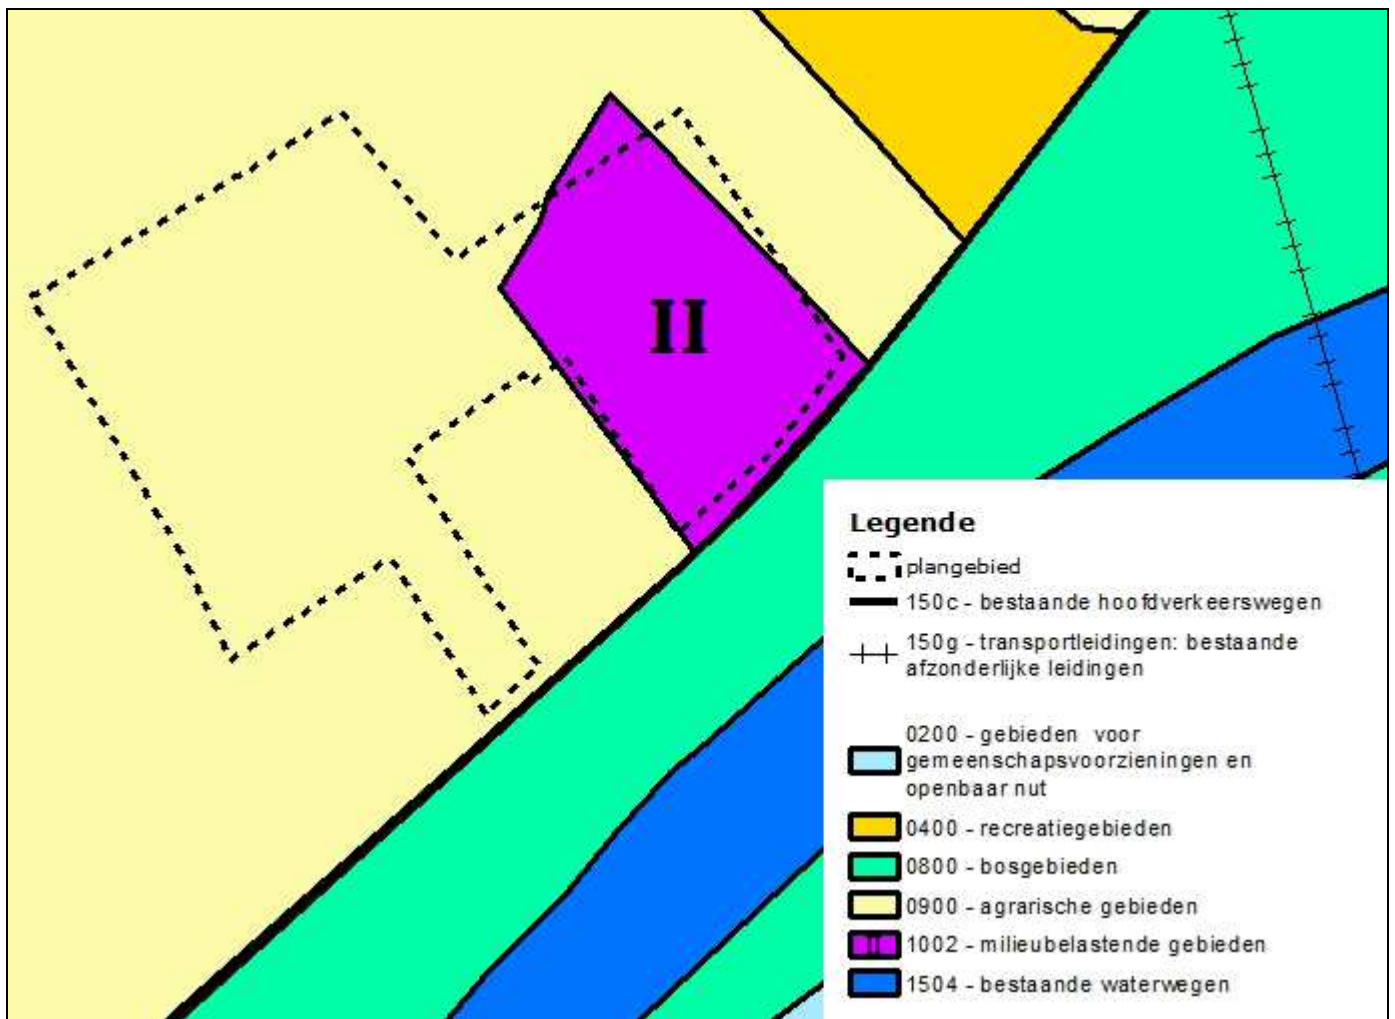 II
Legende
plangebied
150c - bestaande hoofdverkeerswegen
150g - transportleidingen: bestaande
afzonderlijke leidingen
0200 - gebieden voor
gemeenschapsvoorzieningen en
openbaar nut
0400 - recreatiegebieden
0800 - bosgebieden
0900 - agrarische gebieden
1002 - milieubelastende gebieden
1504 - bestaande waterwegen